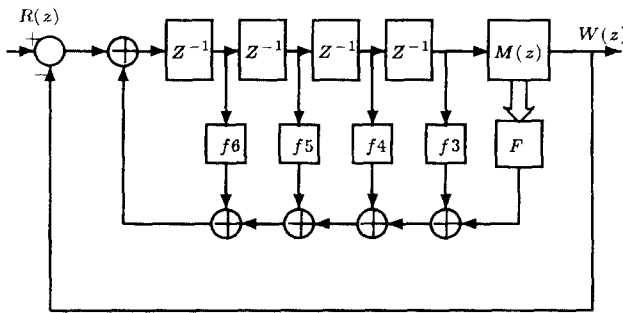 R(z)
+
−
Z⁻¹ Z⁻¹ Z⁻¹ Z⁻¹ M(z) W(z)
f6 f5 f4 f3 F